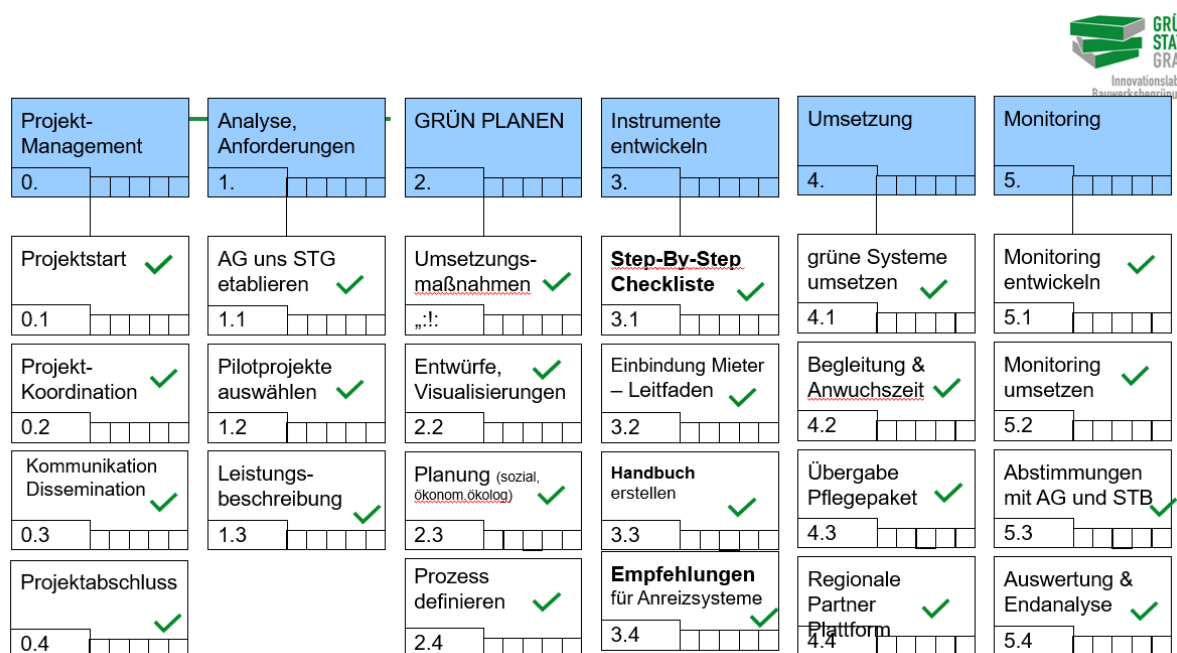 GRÜ
STA
GRA
Innovationslab
Bauwerksbegrünu
Projekt-
Management
0.
Analyse,
Anforderungen
1.
GRÜN PLANEN
2.
Instrumente
entwickeln
3.
Umsetzung
4.
Monitoring
5.
Projektstart
0.1
AG uns STG
etablieren
1.1
Umsetzungs-
maßnahmen
„:!:
Step-By-Step
Checkliste
3.1
grüne Systeme
umsetzen
4.1
Monitoring
entwickeln
5.1
Projekt-
Koordination
0.2
Pilotprojekte
auswählen
1.2
Entwürfe,
Visualisierungen
2.2
Einbindung Mieter
– Leitfaden
3.2
Begleitung &
Anwuchszeit
4.2
Monitoring
umsetzen
5.2
Kommunikation
Dissemination
0.3
Leistungs-
beschreibung
1.3
Planung (sozial,
ökonom.ökolog)
2.3
Handbuch
erstellen
3.3
Übergabe
Pflegepaket
4.3
Abstimmungen
mit AG und STB
5.3
Projektabschluss
0.4
Prozess
definieren
2.4
Empfehlungen
für Anreizsysteme
3.4
Regionale
Partner
Plattform
4.4
Auswertung &
Endanalyse
5.4